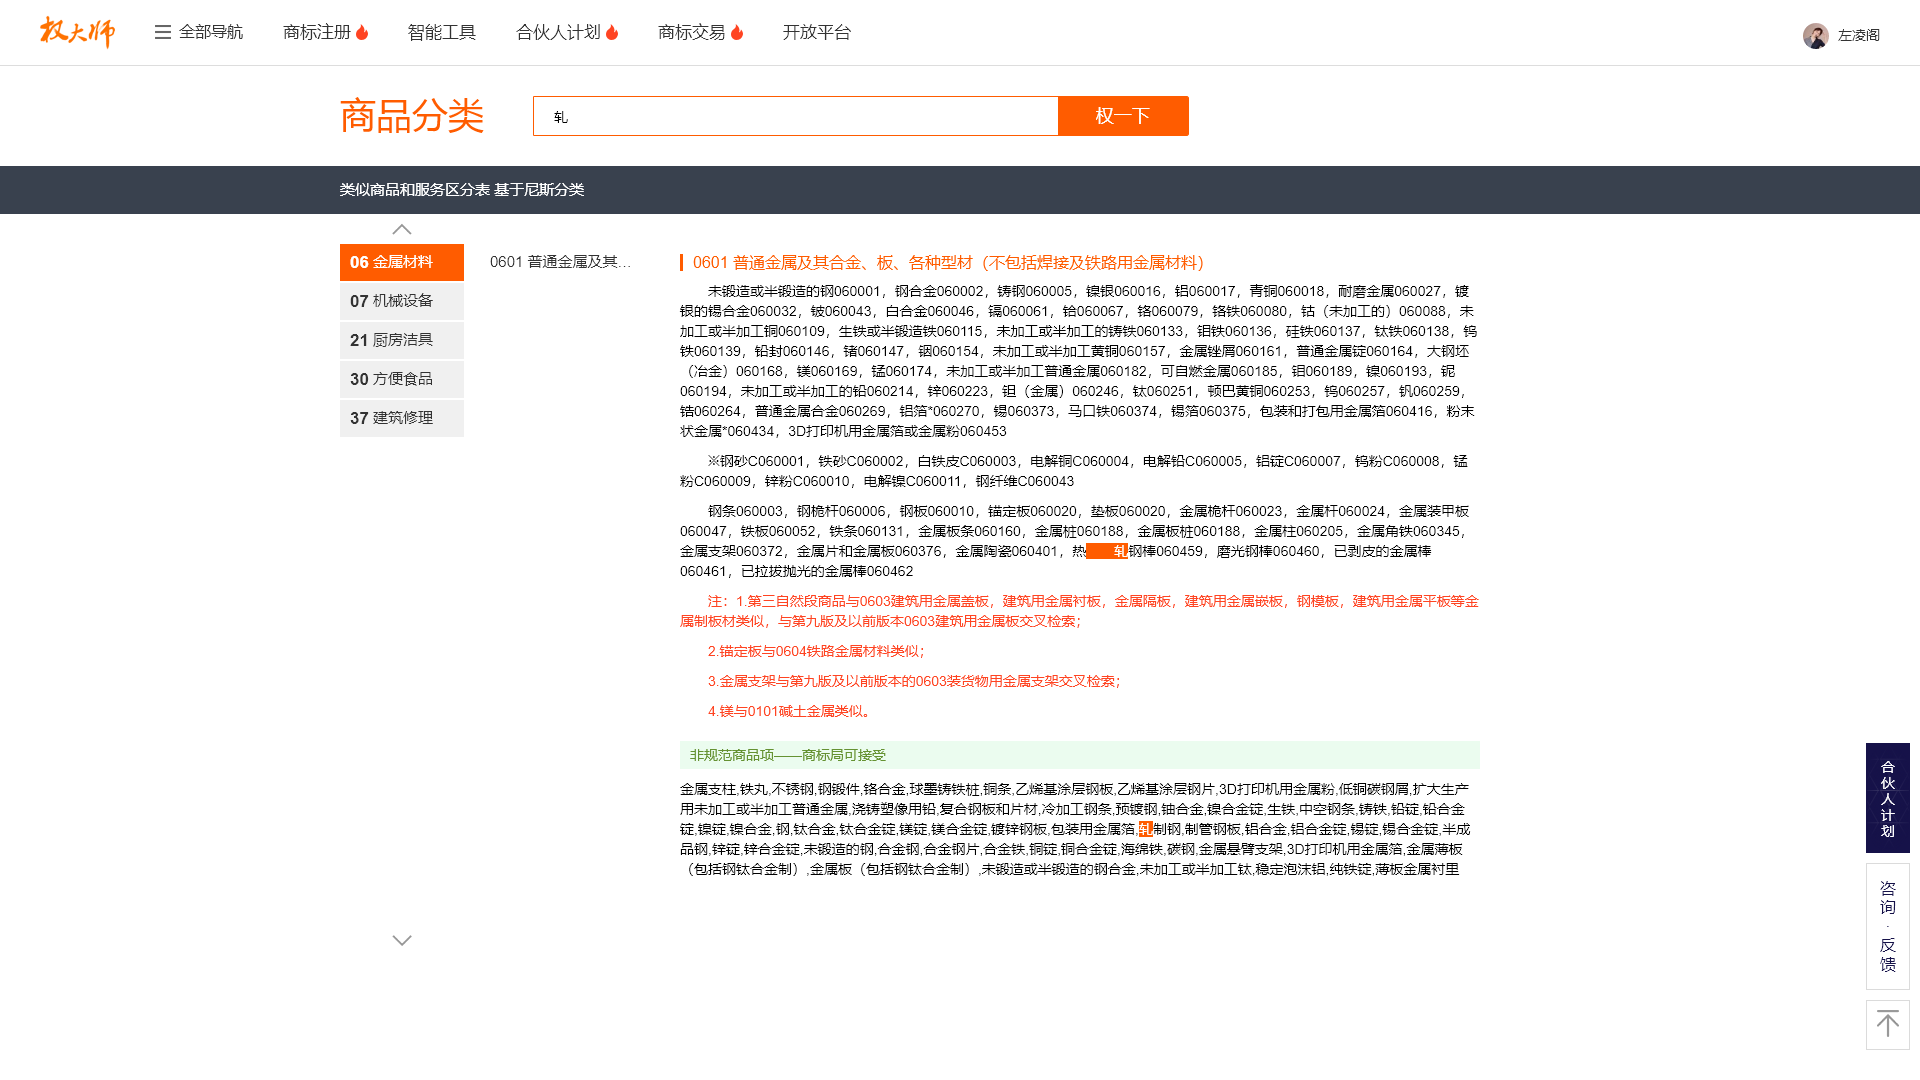 权大师
全部导航
商标注册
智能工具
合伙人计划
商标交易
开放平台
左凌阁
商品分类
轧
权一下
类似商品和服务区分表 基于尼斯分类
06 金属材料
07 机械设备
21 厨房洁具
30 方便食品
37 建筑修理
0601 普通金属及其...
0601 普通金属及其合金、板、各种型材（不包括焊接及铁路用金属材料）
未锻造或半锻造的钢060001，钢合金060002，铸钢060005，镍银060016，铝060017，青铜060018，耐磨金属060027，镀
银的锡合金060032，铍060043，白合金060046，镉060061，铪060067，铬060079，铬铁060080，钴（未加工的）060088，未
加工或半加工铜060109，生铁或半锻造铁060115，未加工或半加工的铸铁060133，钼铁060136，硅铁060137，钛铁060138，钨
铁060139，铅封060146，锗060147，铟060154，未加工或半加工黄铜060157，金属锉屑060161，普通金属锭060164，大钢坯
（冶金）060168，镁060169，锰060174，未加工或半加工普通金属060182，可自燃金属060185，钼060189，镍060193，铌
060194，未加工或半加工的铅060214，锌060223，钽（金属）060246，钛060251，顿巴黄铜060253，钨060257，钒060259，
锆060264，普通金属合金060269，铝箔*060270，锡060373，马口铁060374，锡箔060375，包装和打包用金属箔060416，粉末
状金属*060434，3D打印机用金属箔或金属粉060453
※钢砂C060001，铁砂C060002，白铁皮C060003，电解铜C060004，电解铅C060005，铝锭C060007，钨粉C060008，锰
粉C060009，锌粉C060010，电解镍C060011，钢纤维C060043
钢条060003，钢桅杆060006，钢板060010，锚定板060020，垫板060020，金属桅杆060023，金属杆060024，金属装甲板
060047，铁板060052，铁条060131，金属板条060160，金属桩060188，金属板桩060188，金属柱060205，金属角铁060345，
金属支架060372，金属片和金属板060376，金属陶瓷060401，热轧钢棒060459，磨光钢棒060460，已剥皮的金属棒
060461，已拉拔抛光的金属棒060462
注：1.第三自然段商品与0603建筑用金属盖板，建筑用金属衬板，金属隔板，建筑用金属嵌板，钢模板，建筑用金属平板等金
属制板材类似，与第九版及以前版本0603建筑用金属板交叉检索；
2.锚定板与0604铁路金属材料类似；
3.金属支架与第九版及以前版本的0603装货物用金属支架交叉检索；
4.镁与0101碱土金属类似。
非规范商品项——商标局可接受
金属支柱,铁丸,不锈钢,钢锻件,铬合金,球墨铸铁桩,铜条,乙烯基涂层钢板,乙烯基涂层钢片,3D打印机用金属粉,低铜碳钢屑,扩大生产
用未加工或半加工普通金属,浇铸塑像用铅,复合钢板和片材,冷加工钢条,预镀钢,铀合金,镍合金锭,生铁,中空钢条,铸铁,铅锭,铅合金
锭,镍锭,镍合金,钢,钛合金,钛合金锭,镁锭,镁合金锭,镀锌钢板,包装用金属箔,轧制钢,制管钢板,铝合金,铝合金锭,锡锭,锡合金锭,半成
品钢,锌锭,锌合金锭,未锻造的钢,合金钢,合金钢片,合金铁,铜锭,铜合金锭,海绵铁,碳钢,金属悬臂支架,3D打印机用金属箔,金属薄板
（包括钢钛合金制）,金属板（包括钢钛合金制）,未锻造或半锻造的钢合金,未加工或半加工钛,稳定泡沫铝,纯铁锭,薄板金属衬里
合伙人计划
咨询·反馈